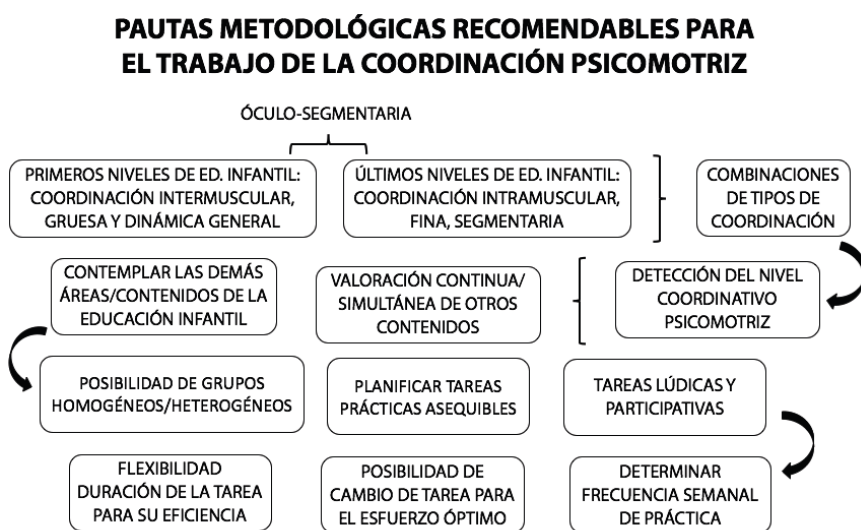 PAUTAS METODOLÓGICAS RECOMENDABLES PARA
EL TRABAJO DE LA COORDINACIÓN PSICOMOTRIZ
ÓCULO-SEGMENTARIA
PRIMEROS NIVELES DE ED. INFANTIL:
COORDINACIÓN INTERMUSCULAR,
GRUESA Y DINÁMICA GENERAL
ÚLTIMOS NIVELES DE ED. INFANTIL:
COORDINACIÓN INTRAMUSCULAR,
FINA, SEGMENTARIA
COMBINACIONES
DE TIPOS DE
COORDINACIÓN
CONTEMPLAR LAS DEMÁS
ÁREAS/CONTENIDOS DE LA
EDUCACIÓN INFANTIL
VALORACIÓN CONTINUA/
SIMULTÁNEA DE OTROS
CONTENIDOS
DETECCIÓN DEL NIVEL
COORDINATIVO
PSICOMOTRIZ
POSIBILIDAD DE GRUPOS
HOMOGÉNEOS/HETEROGÉNEOS
PLANIFICAR TAREAS
PRÁCTICAS ASEQUIBLES
TAREAS LÚDICAS Y
PARTICIPATIVAS
FLEXIBILIDAD
DURACIÓN DE LA TAREA
PARA SU EFICIENCIA
POSIBILIDAD DE
CAMBIO DE TAREA PARA
EL ESFUERZO ÓPTIMO
DETERMINAR
FRECUENCIA SEMANAL
DE PRÁCTICA